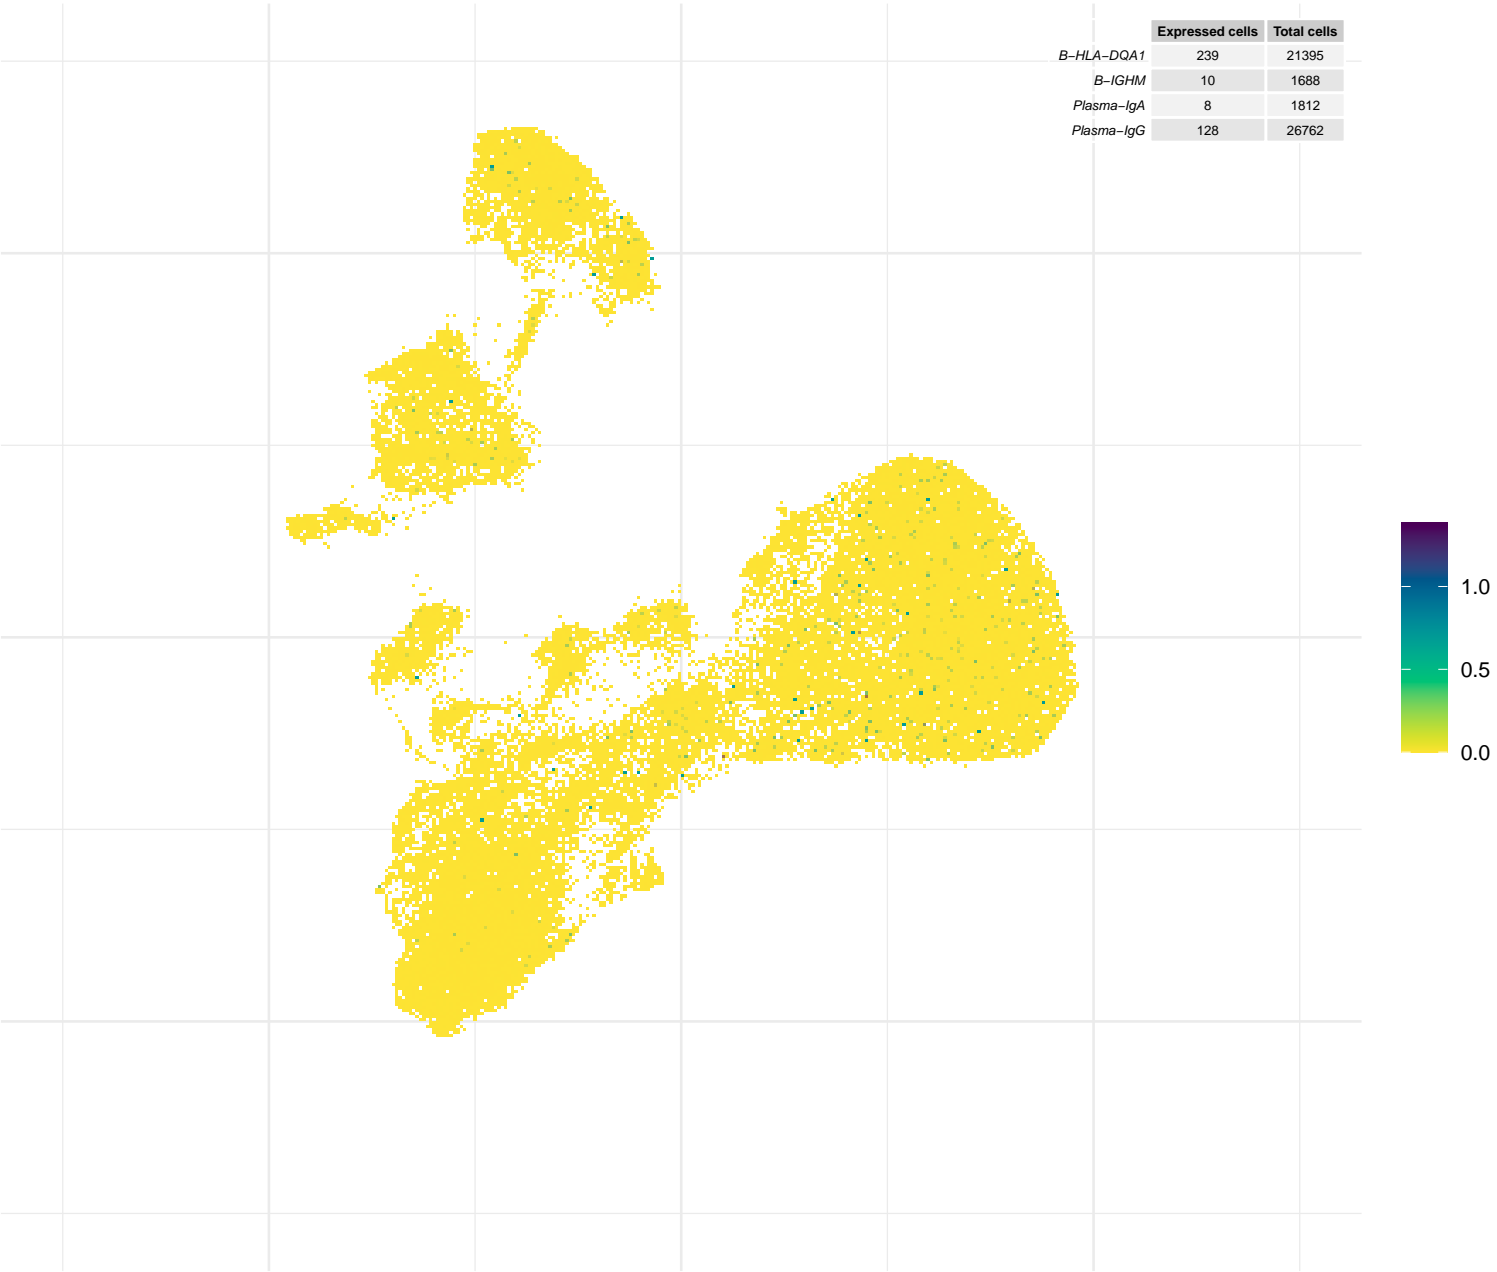 Expressed cells Total cells
B−HLA−DQA1 239 21395
B−IGHM 10 1688
Plasma−IgA 8 1812
Plasma−IgG 128 26762
1.0
0.5
0.0